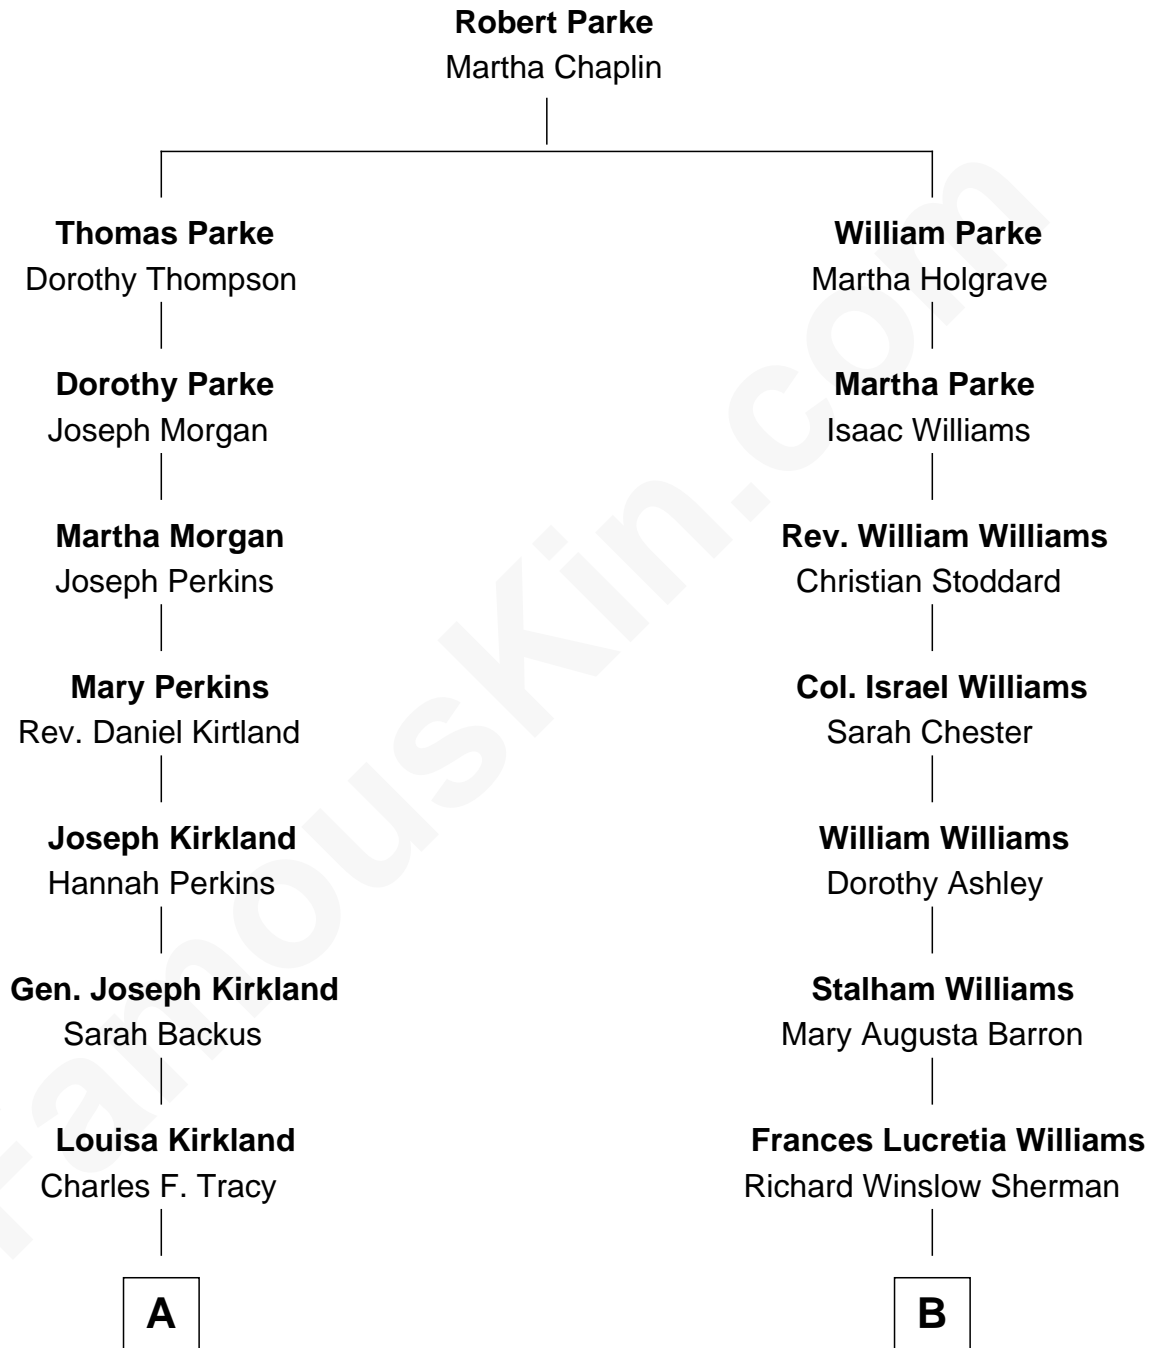 Robert Parke
Martha Chaplin
Thomas Parke
Dorothy Thompson
William Parke
Martha Holgrave
Dorothy Parke
Joseph Morgan
Martha Parke
Isaac Williams
Martha Morgan
Joseph Perkins
Rev. William Williams
Christian Stoddard
Mary Perkins
Rev. Daniel Kirtland
Col. Israel Williams
Sarah Chester
Joseph Kirkland
Hannah Perkins
William Williams
Dorothy Ashley
Gen. Joseph Kirkland
Sarah Backus
Stalham Williams
Mary Augusta Barron
Louisa Kirkland
Charles F. Tracy
Frances Lucretia Williams
Richard Winslow Sherman
A
B
FamousKin.com